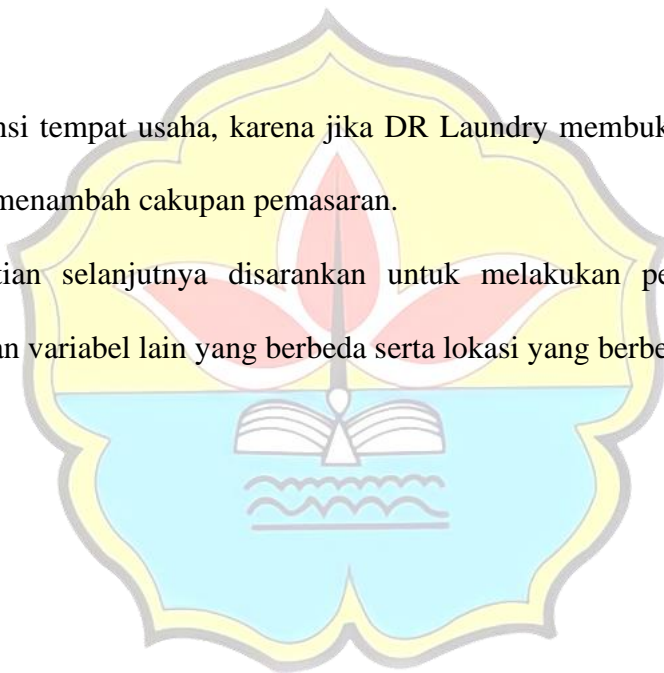 nsi tempat usaha, karena jika DR Laundry membuk
menambah cakupan pemasaran.
tian selanjutnya disarankan untuk melakukan pe
an variabel lain yang berbeda serta lokasi yang berbe